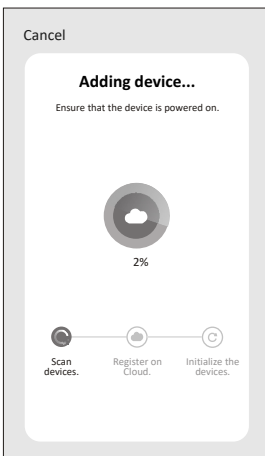 Cancel
Adding device...
Ensure that the device is powered on.
2%
Scan
devices.
Register on
Cloud.
Initialize the
devices.